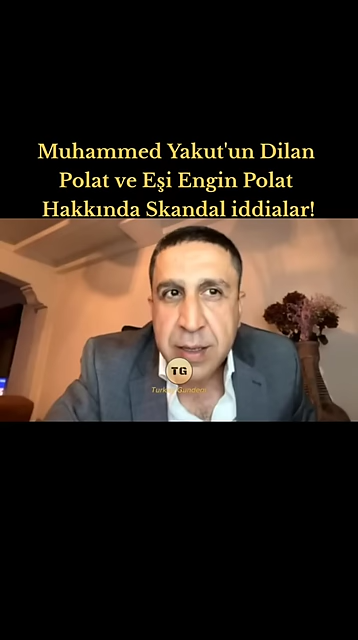 Muhammed Yakut'un Dilan
Polat ve Eşi Engin Polat
Hakkında Skandal iddialar!
TG